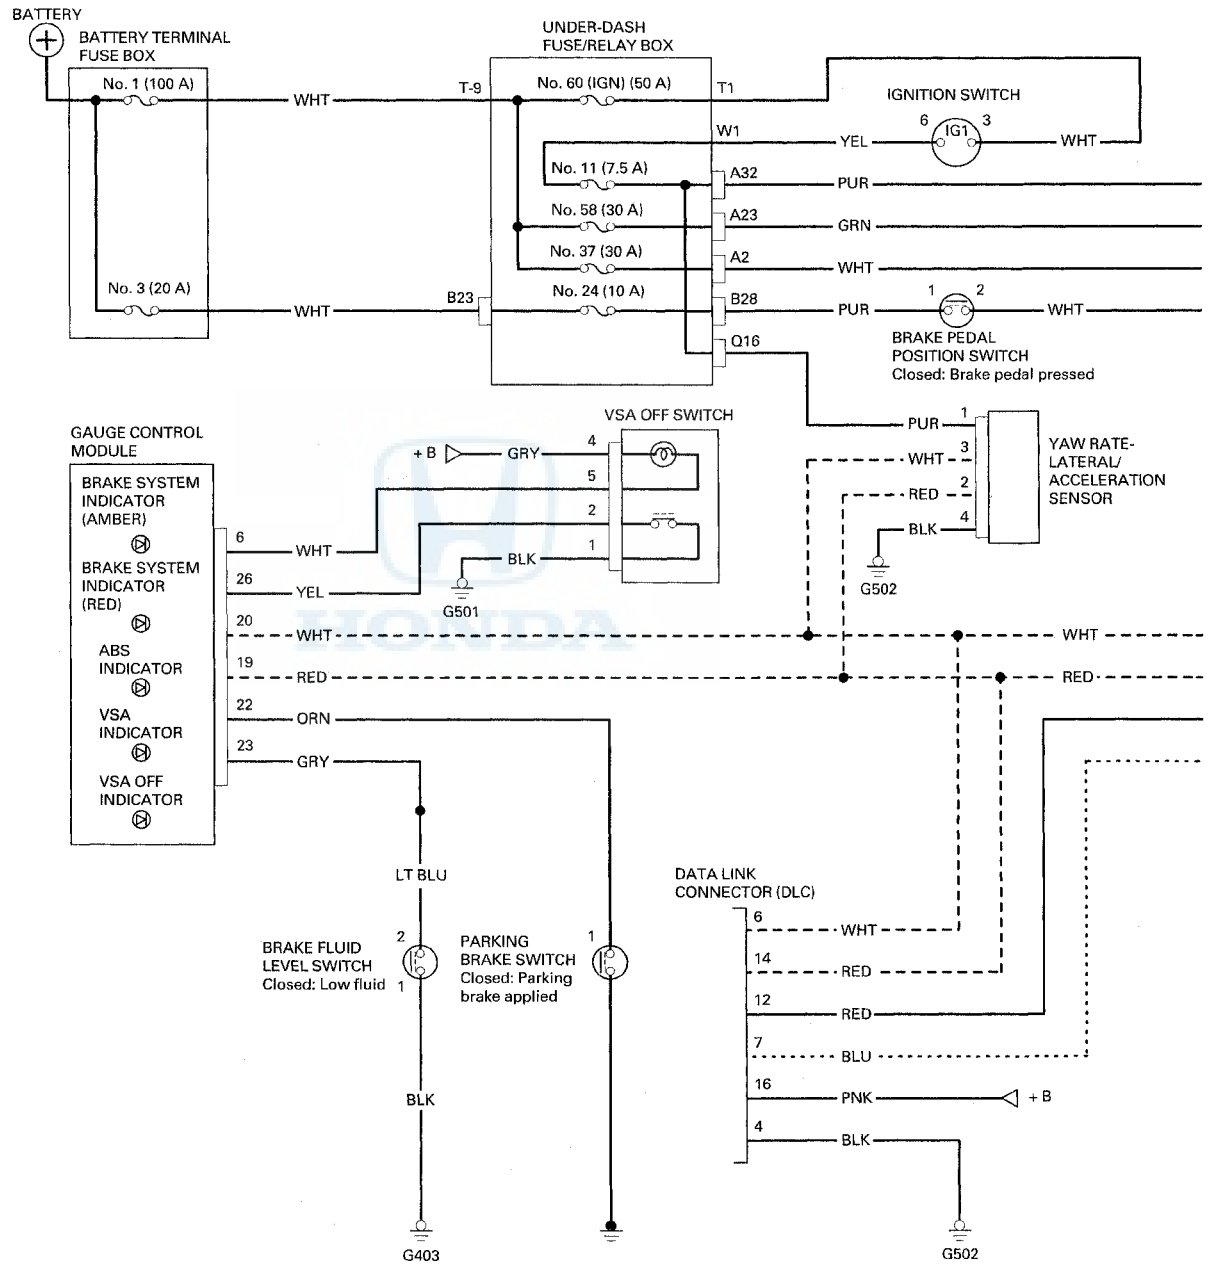 BATTERY
BATTERY TERMINAL
FUSE BOX
No. 1 (100 A)
WHT
No. 3 (20 A)
WHT
UNDER-DASH
FUSE/RELAY BOX
T-9
No. 60 (IGN) (50 A)
T1
W1
No. 11 (7.5 A)
A32
No. 58 (30 A)
A23
No. 37 (30 A)
A2
B23
No. 24 (10 A)
B28
Q16
IGNITION SWITCH
YEL
6
IG1
3
WHT
PUR
GRN
WHT
PUR
1
2
WHT
BRAKE PEDAL
POSITION SWITCH
Closed: Brake pedal pressed
VSA OFF SWITCH
+ B
GRY
4
5
2
BLK
1
G501
PUR
1
WHT
3
RED
2
BLK
4
G502
YAW RATE-
LATERAL/
ACCELERATION
SENSOR
GAUGE CONTROL
MODULE
BRAKE SYSTEM
INDICATOR
(AMBER)
BRAKE SYSTEM
INDICATOR
(RED)
ABS
INDICATOR
VSA
INDICATOR
VSA OFF
INDICATOR
6
WHT
26
YEL
20
WHT
WHT
19
RED
RED
22
ORN
23
GRY
HONDA
LT BLU
BRAKE FLUID
LEVEL SWITCH
Closed: Low fluid
2
1
PARKING
BRAKE SWITCH
Closed: Parking
brake applied
1
BLK
G403
DATA LINK
CONNECTOR (DLC)
6
WHT
14
RED
12
RED
7
BLU
16
PNK
+ B
4
BLK
G502